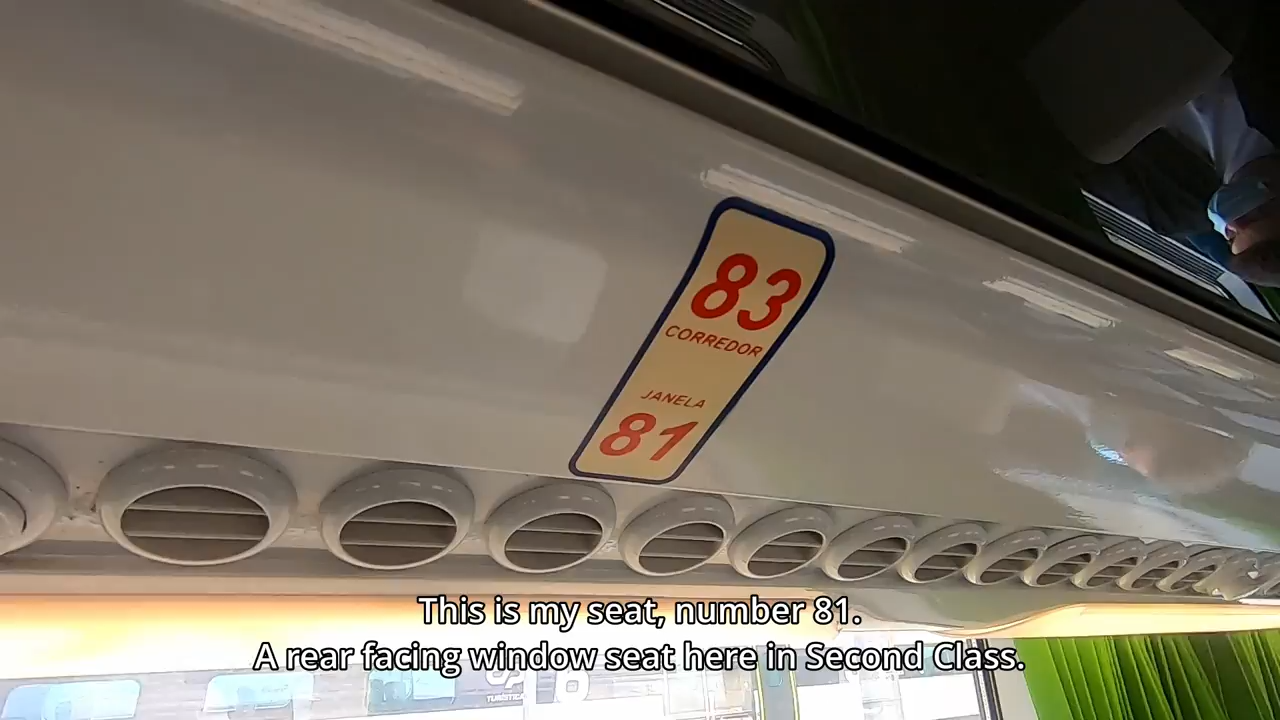 83
CORREDOR
JANELA
81
This is my seat, number 81.
A rear facing window seat here in Second Class.